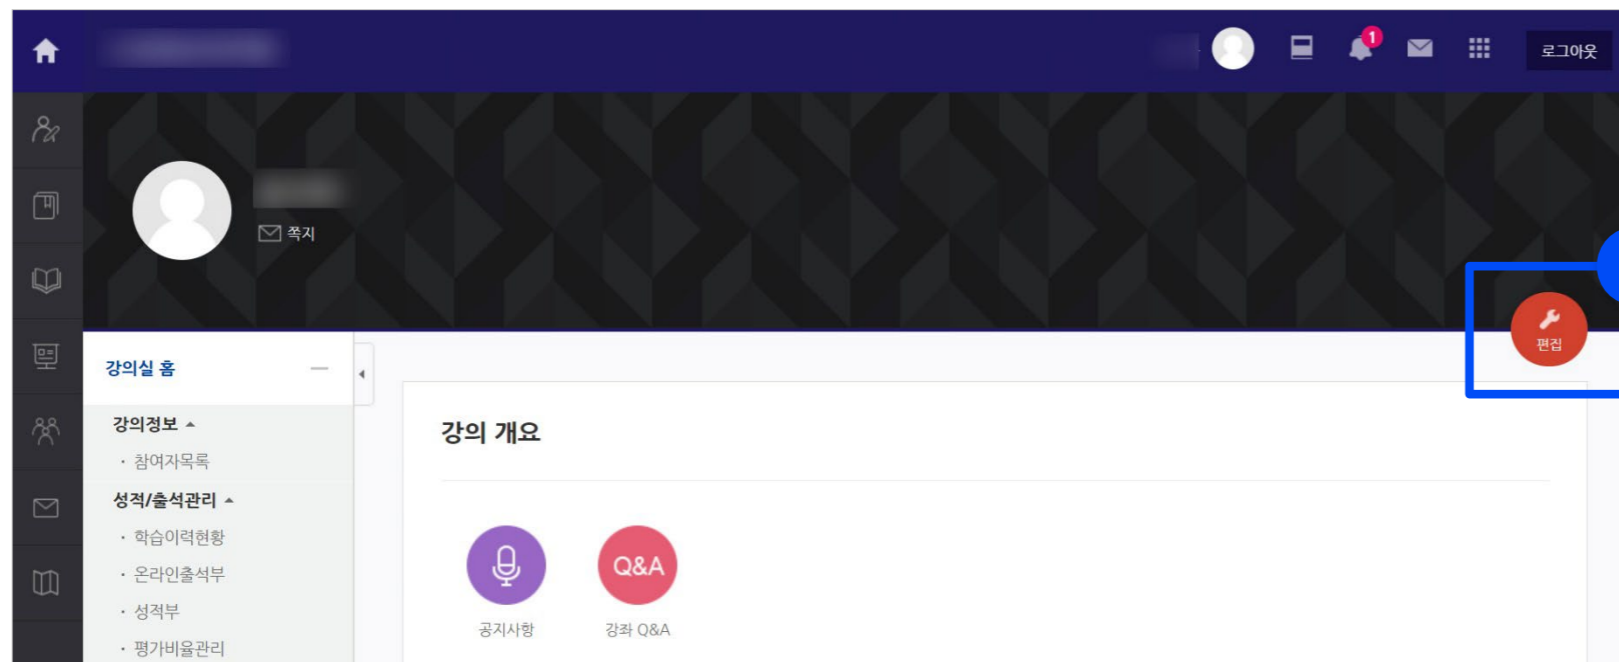 1
로그아웃
쪽지
편집
강의실 홈
강의정보
· 참여자목록
성적/출석관리
· 학습이력현황
· 온라인출석부
· 성적부
· 평가비율관리
강의 개요
Q&A
공지사항
강좌 Q&A